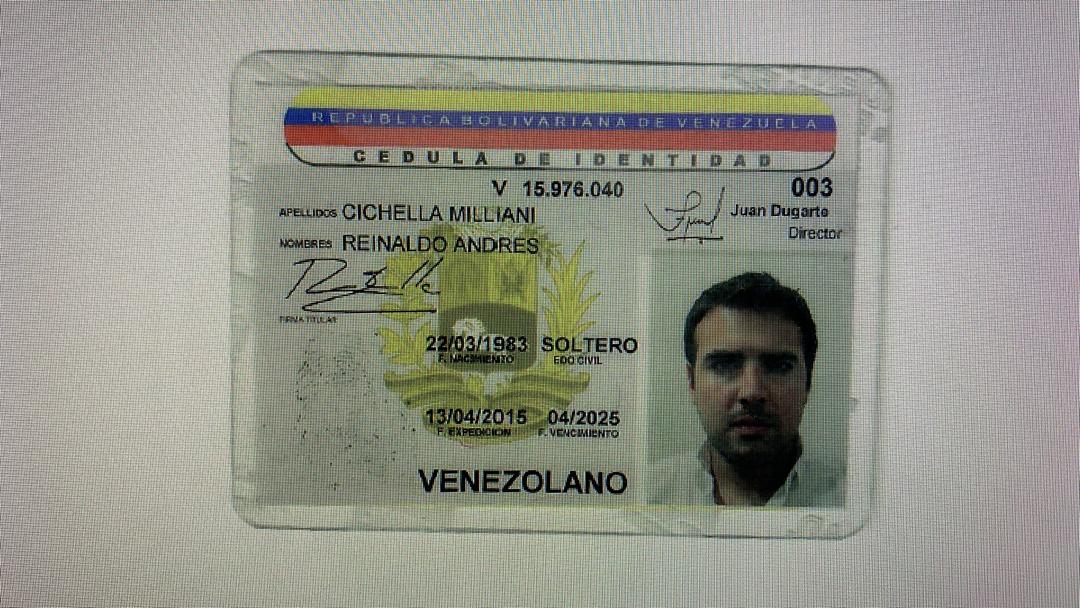 REPUBLICA BOLIVARIANA DE VENEZUELA
CEDULA DE IDENTIDAD
V 15.976.040
003
APELLIDOS CICHELLA MILLIANI
Juan Dugarte
Director
NOMBRES REINALDO ANDRES
FIRMA TITULAR
22/03/1983 SOLTERO
F. NACIMIENTO EDO CIVIL
13/04/2015 04/2025
F. EXPEDICION F. VENCIMIENTO
VENEZOLANO